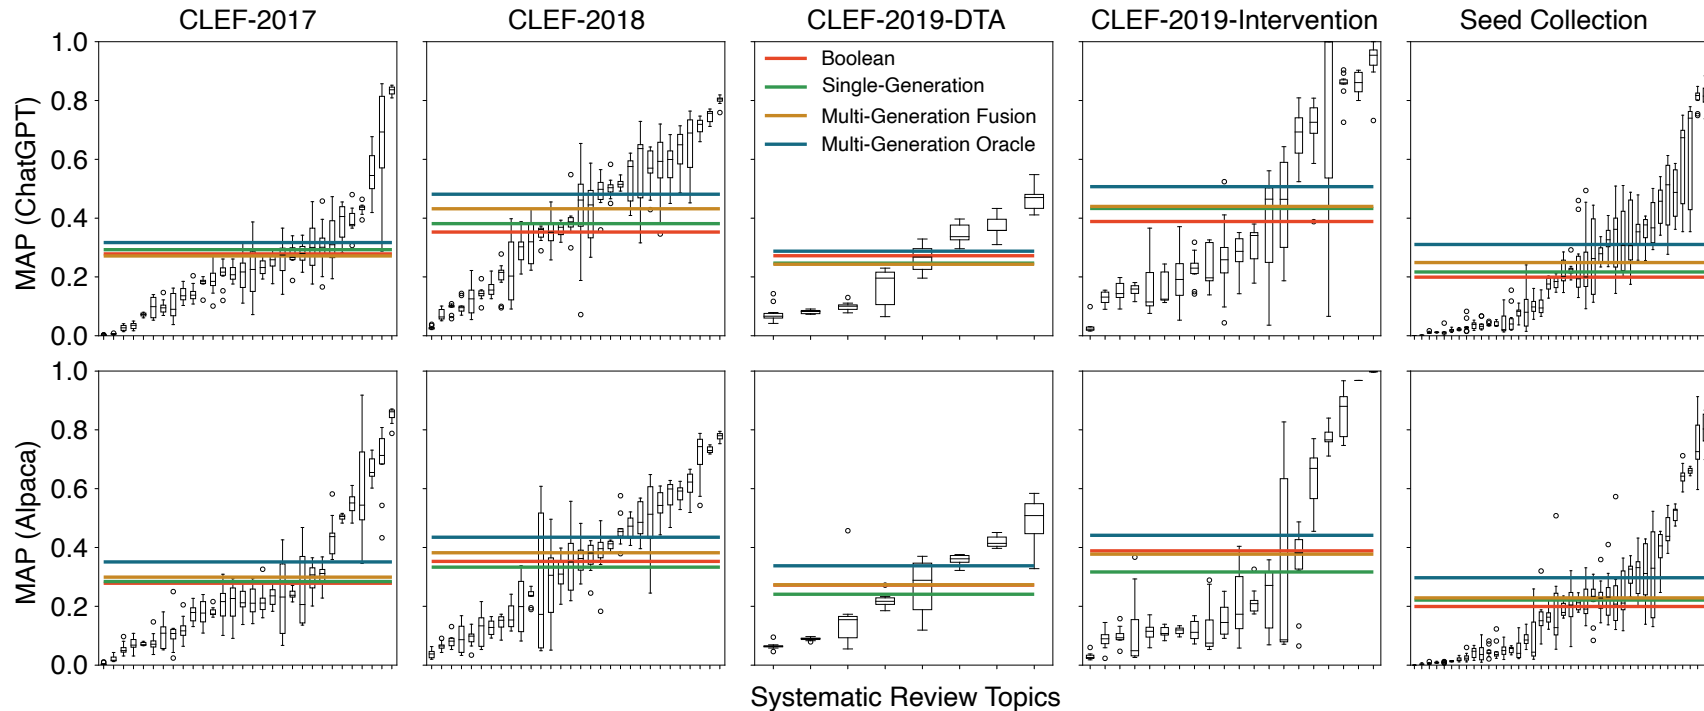 CLEF-2017 CLEF-2018 CLEF-2019-DTA CLEF-2019-Intervention Seed Collection
MAP (ChatGPT)
1.0
0.8
0.6
0.4
0.2
0.0
Boolean
Single-Generation
Multi-Generation Fusion
Multi-Generation Oracle
MAP (Alpaca)
1.0
0.8
0.6
0.4
0.2
0.0
Systematic Review Topics